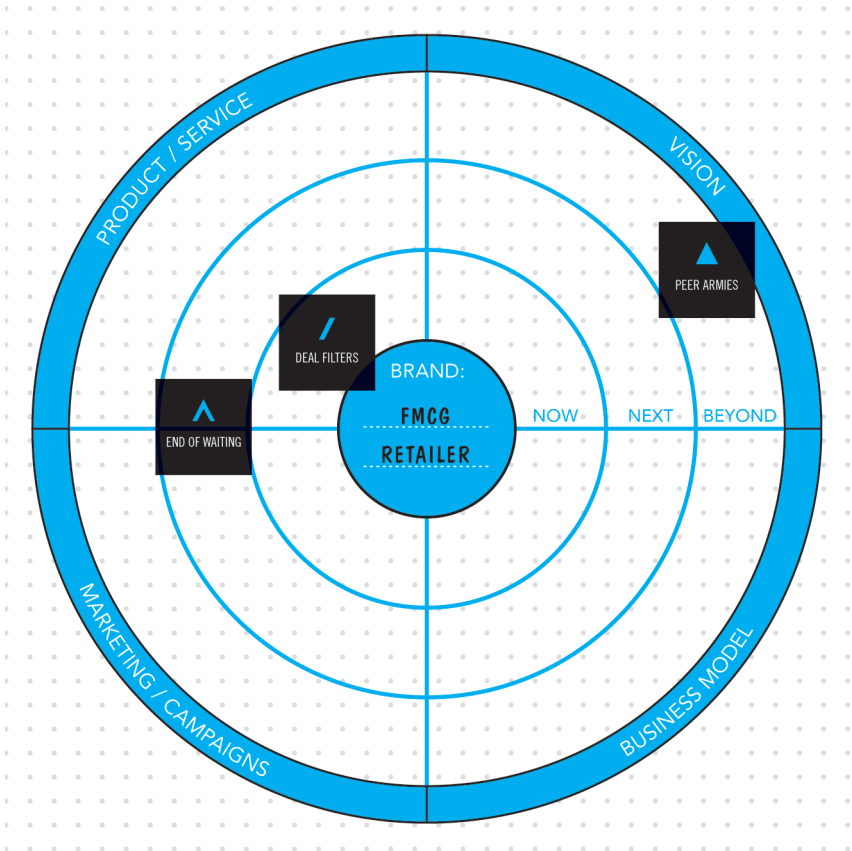 PRODUCT / SERVICE
VISION
PEER ARMIES
DEAL FILTERS
BRAND:
FMCG
RETAILER
NOW
NEXT
BEYOND
END OF WAITING
MARKETING / CAMPAIGNS
BUSINESS MODEL